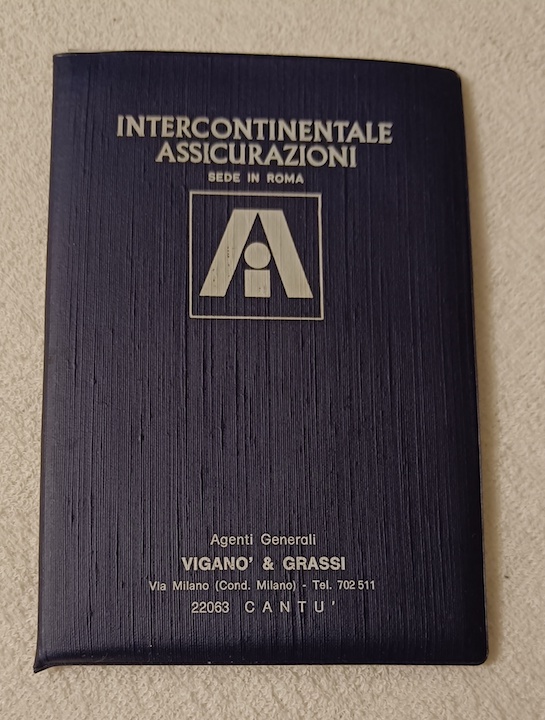 INTERCONTINENTALE
ASSICURAZIONI
SEDE IN ROMA
Agenti Generali
VIGANO' & GRASSI
Via Milano (Cond. Milano) - Tel. 702 511
22063 CANTU'